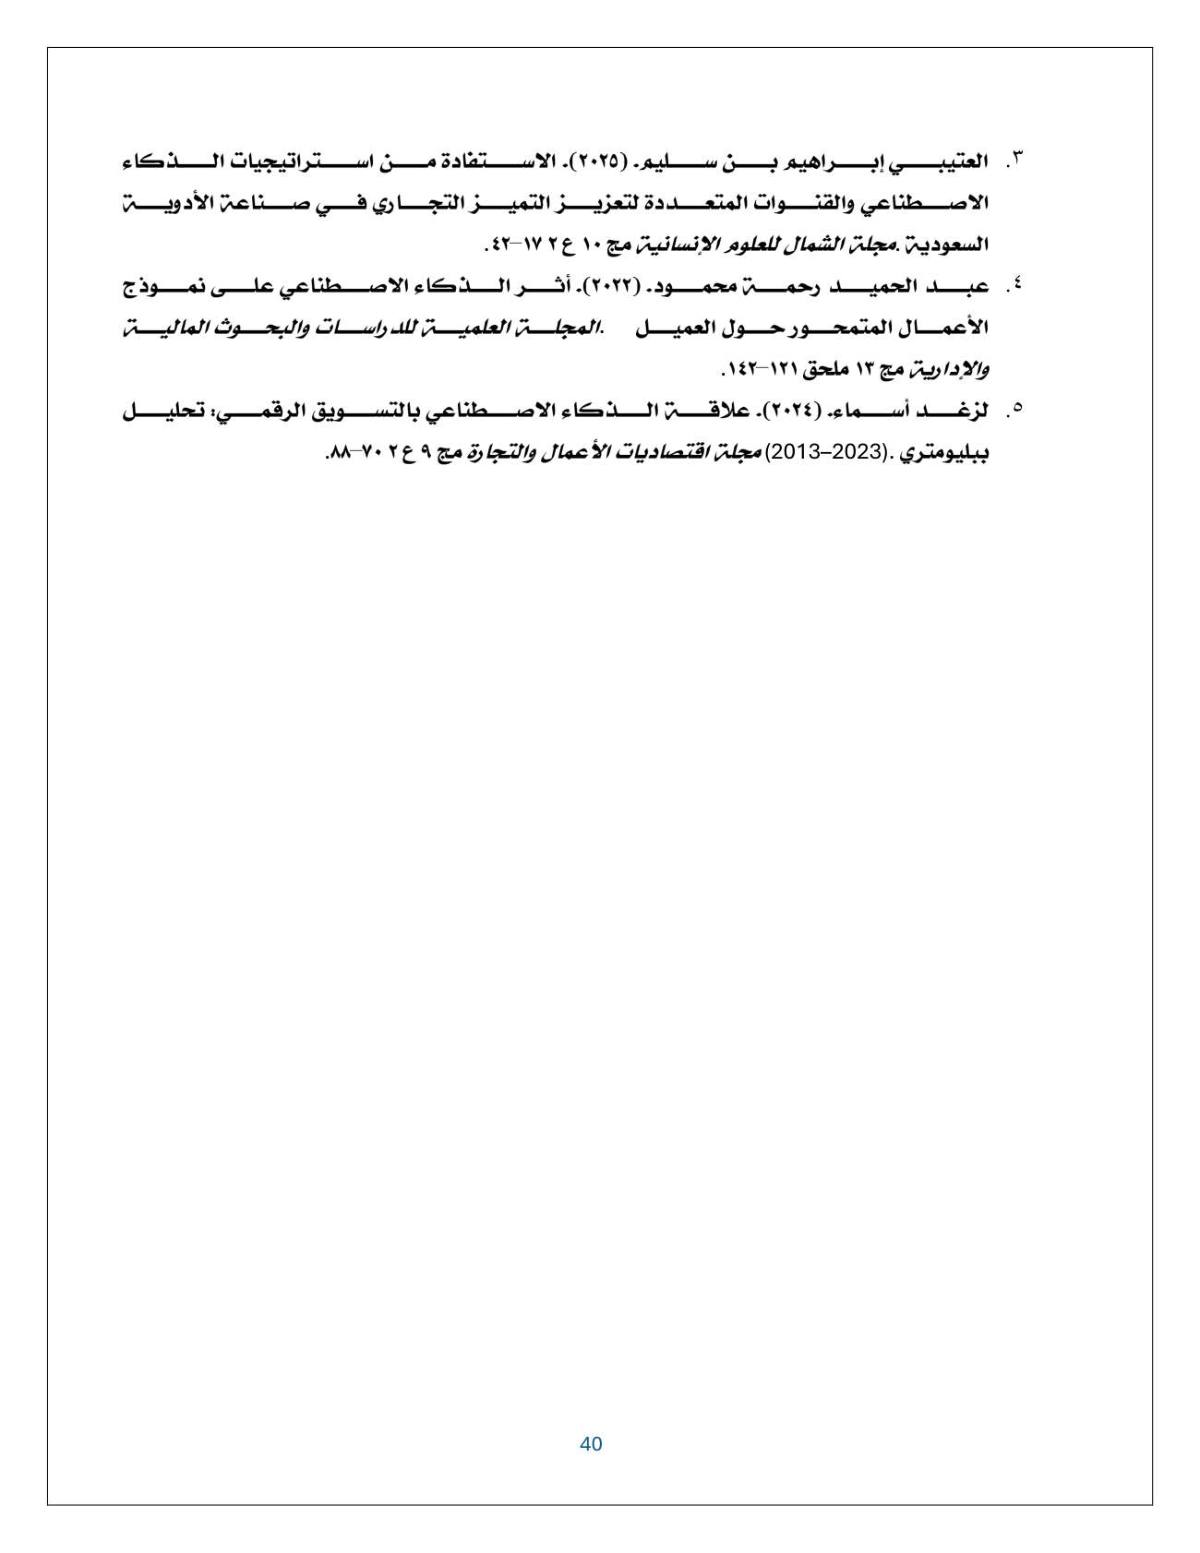 ٣. العتيبي إبراهيم بن سليم. (٢٠٢٥). الاستفادة من استراتيجيات الذكاء
الاصطناعي والقنوات المتعددة لتعزيز التميز التجاري في صناعة الأدوية
السعودية .مجلة الشمال للعلوم الإنسانية مج ١٠ ع ٢ ١٧–٤٢.
٤. عبد الحميد رحمة محمود. (٢٠٢٢). أثر الذكاء الاصطناعي على نموذج
الأعمال المتمحور حول العميل .المجلة العلمية للدراسات والبحوث المالية
والإدارية مج ١٣ ملحق ١٢١–١٤٢.
٥. لزغد أسماء. (٢٠٢٤). علاقة الذكاء الاصطناعي بالتسويق الرقمي: تحليل
ببليومتري .(2013–2023) مجلة اقتصاديات الأعمال والتجارة مج ٩ ع ٢ ٧٠–٨٨.
40